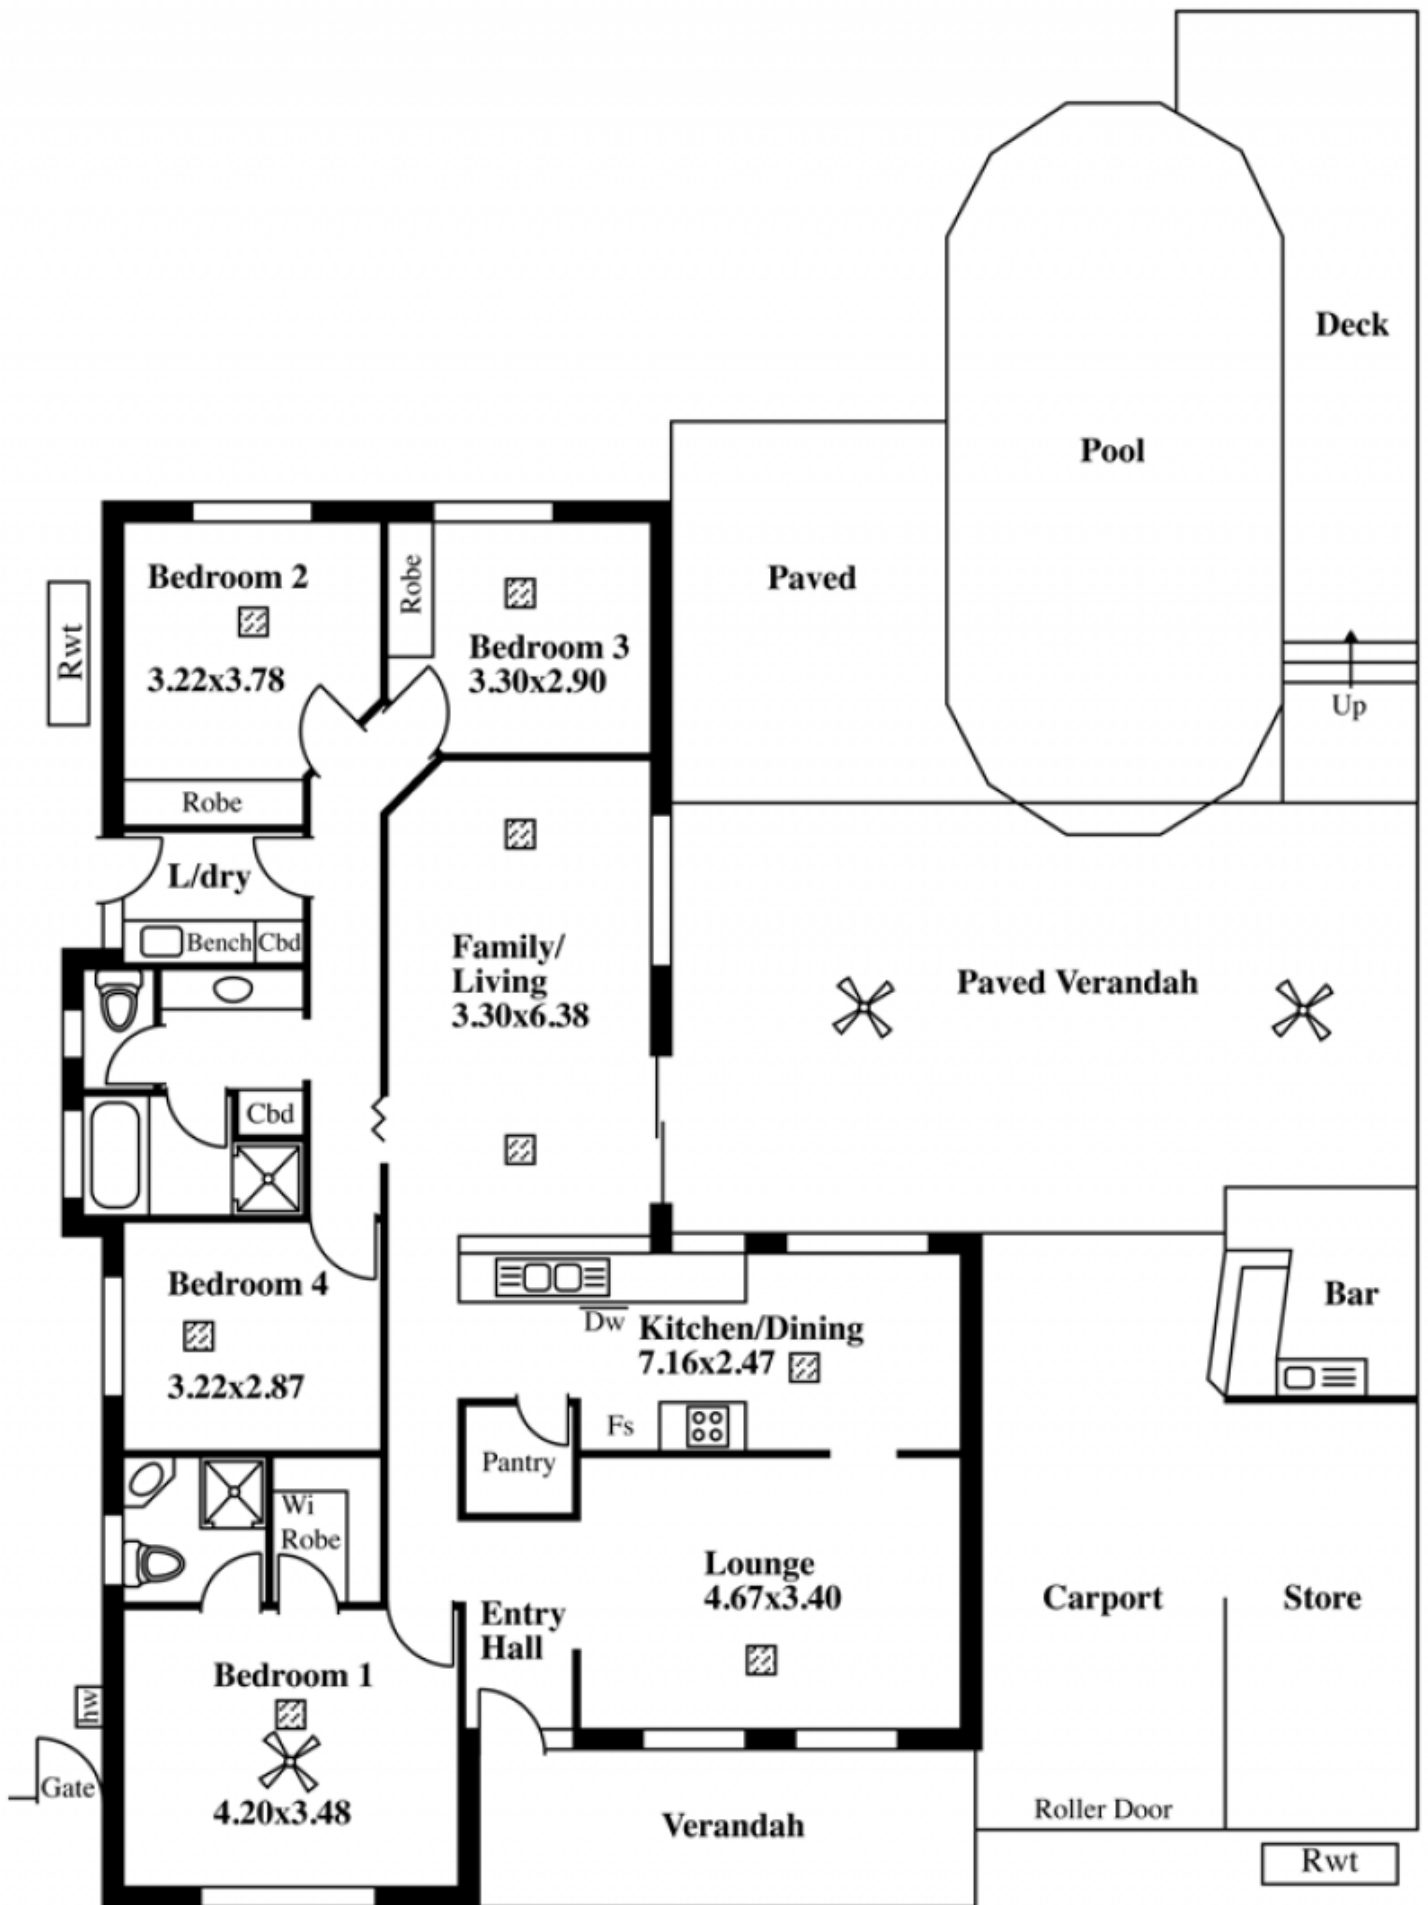 Deck
Pool
Paved
Up
Bedroom 2
3.22x3.78
Robe
Bedroom 3
3.30x2.90
Rwt
Robe
L/dry
Bench
Cbd
Family/
Living
3.30x6.38
Paved Verandah
Cbd
Bedroom 4
3.22x2.87
Dw
Kitchen/Dining
7.16x2.47
Bar
Fs
Pantry
Wi
Robe
Lounge
4.67x3.40
Carport
Store
Entry
Hall
Bedroom 1
4.20x3.48
hw
Gate
Verandah
Roller Door
Rwt